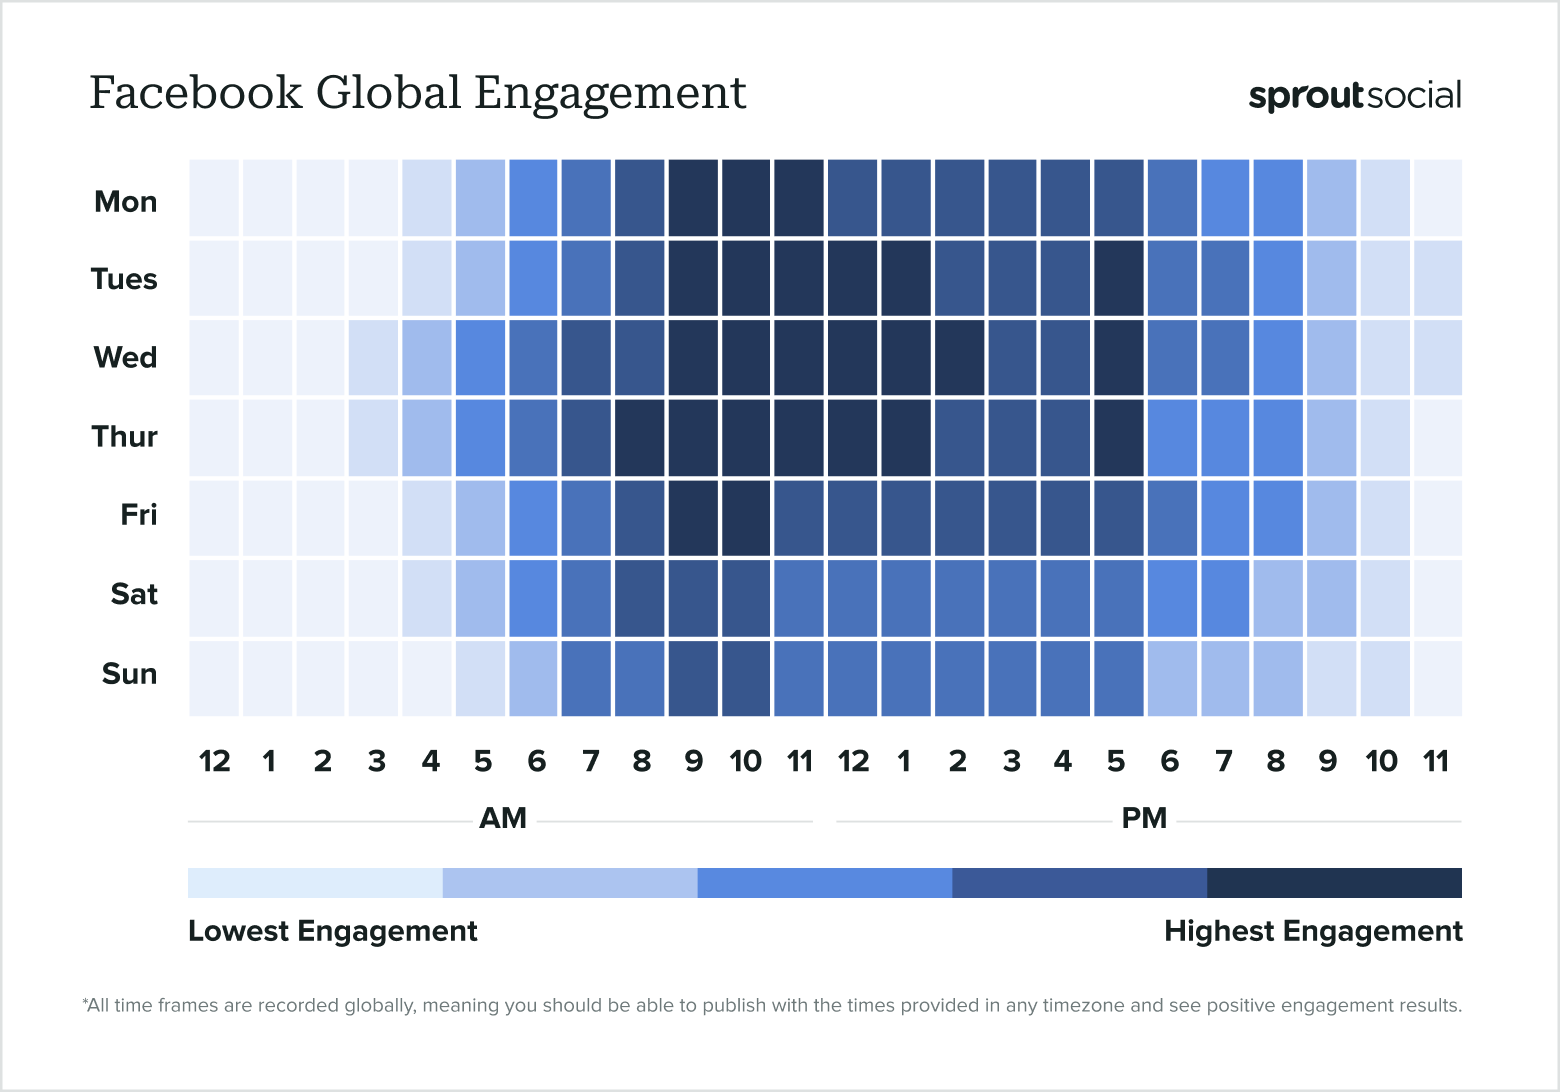 Facebook Global Engagement
sproutsocial
Mon
Tues
Wed
Thur
Fri
Sat
Sun
12 1 2 3 4 5 6 7 8 9 10 11 12 1 2 3 4 5 6 7 8 9 10 11
AM PM
Lowest Engagement Highest Engagement
*All time frames are recorded globally, meaning you should be able to publish with the times provided in any timezone and see positive engagement results.